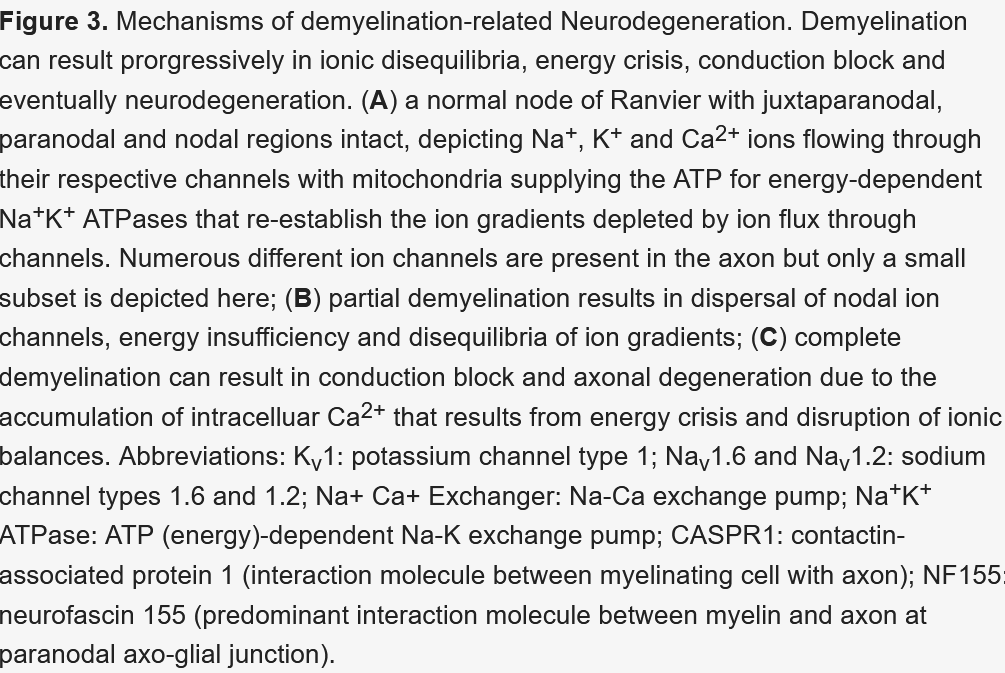 Figure 3. Mechanisms of demyelination-related Neurodegeneration. Demyelination
can result prorgressively in ionic disequilibria, energy crisis, conduction block and
eventually neurodegeneration. (A) a normal node of Ranvier with juxtaparanodal,
paranodal and nodal regions intact, depicting Na⁺, K⁺ and Ca²⁺ ions flowing through
their respective channels with mitochondria supplying the ATP for energy-dependent
Na⁺K⁺ ATPases that re-establish the ion gradients depleted by ion flux through
channels. Numerous different ion channels are present in the axon but only a small
subset is depicted here; (B) partial demyelination results in dispersal of nodal ion
channels, energy insufficiency and disequilibria of ion gradients; (C) complete
demyelination can result in conduction block and axonal degeneration due to the
accumulation of intracelluar Ca²⁺ that results from energy crisis and disruption of ionic
balances. Abbreviations: Kᵥ1: potassium channel type 1; Naᵥ1.6 and Naᵥ1.2: sodium
channel types 1.6 and 1.2; Na+ Ca+ Exchanger: Na-Ca exchange pump; Na⁺K⁺
ATPase: ATP (energy)-dependent Na-K exchange pump; CASPR1: contactin-
associated protein 1 (interaction molecule between myelinating cell with axon); NF155:
neurofascin 155 (predominant interaction molecule between myelin and axon at
paranodal axo-glial junction).